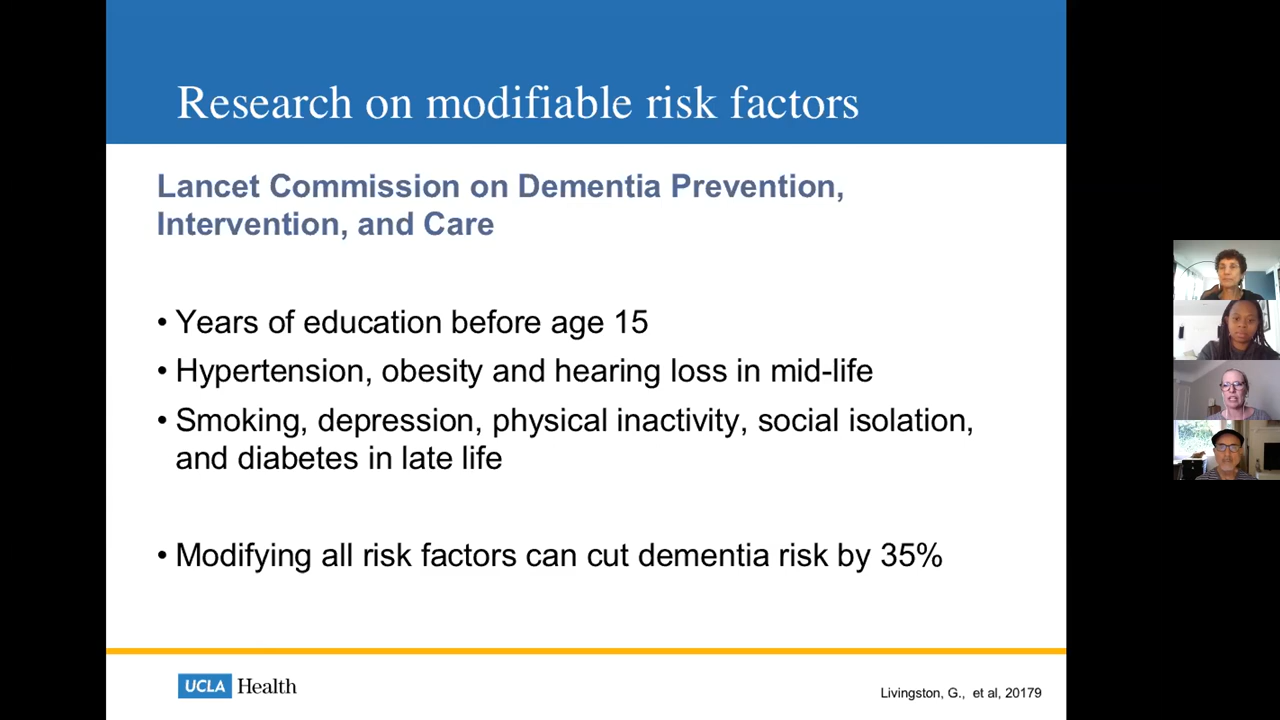 Research on modifiable risk factors
Lancet Commission on Dementia Prevention,
Intervention, and Care
• Years of education before age 15
• Hypertension, obesity and hearing loss in mid-life
• Smoking, depression, physical inactivity, social isolation,
and diabetes in late life
• Modifying all risk factors can cut dementia risk by 35%
UCLA Health
Livingston, G., et al, 20179